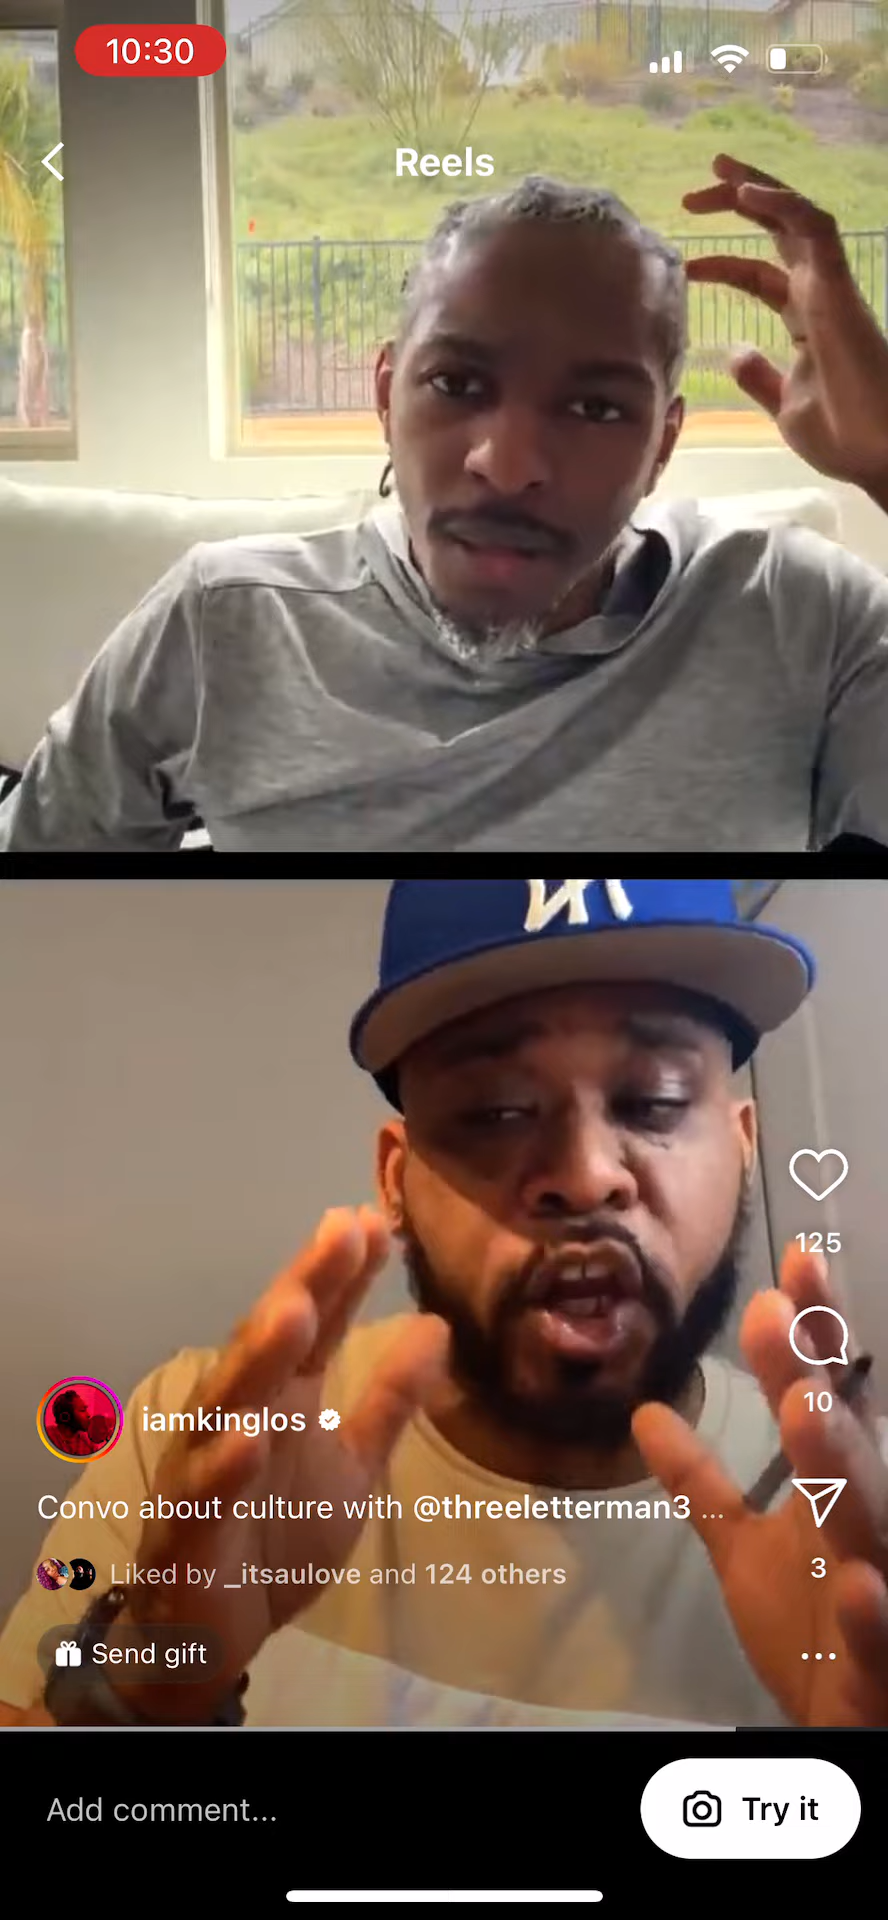 10:30
Reels
125
10
iamkinglos
Convo about culture with @threeletterman3 ...
3
Liked by _itsaulove and 124 others
Send gift
Add comment...
Try it